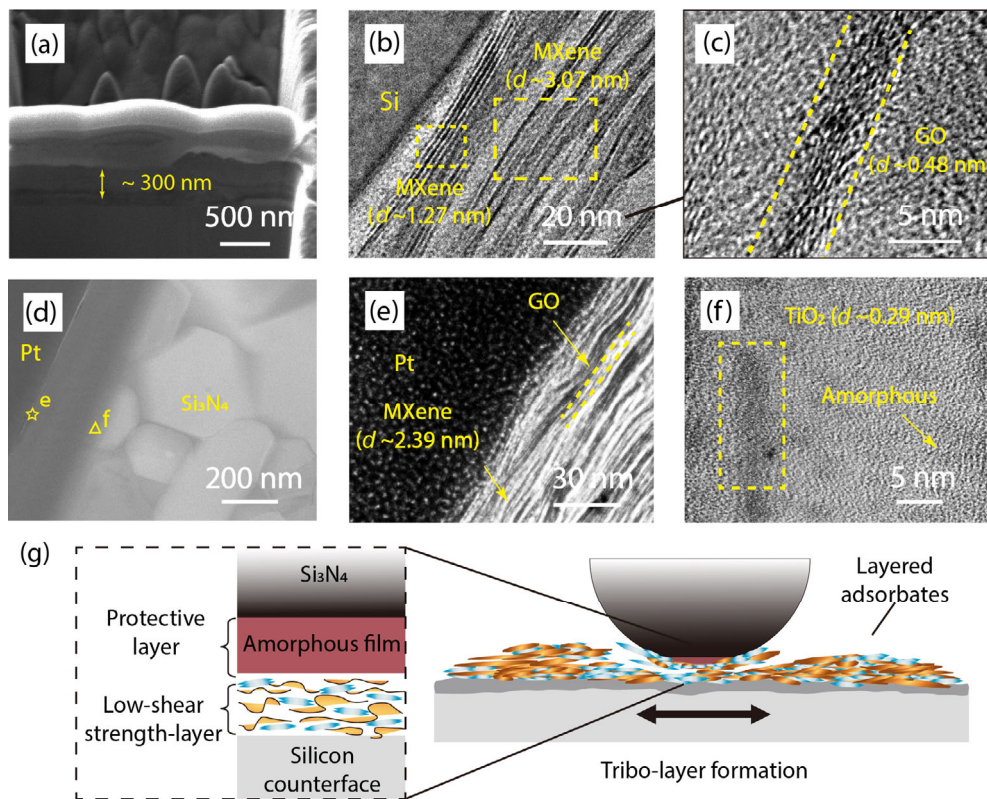 (a)
~ 300 nm
500 nm
(b)
Si
MXene
(d ~3.07 nm)
MXene
(d ~1.27 nm)
20 nm
(c)
GO
(d ~0.48 nm)
5 nm
(d)
Pt
e
f
Si₃N₄
200 nm
(e)
GO
Pt
MXene
(d ~2.39 nm)
30 nm
(f)
TiO₂ (d ~0.29 nm)
Amorphous
5 nm
(g)
Si₃N₄
Protective
layer
Amorphous film
Low-shear
strength-layer
Silicon
counterface
Layered
adsorbates
Tribo-layer formation